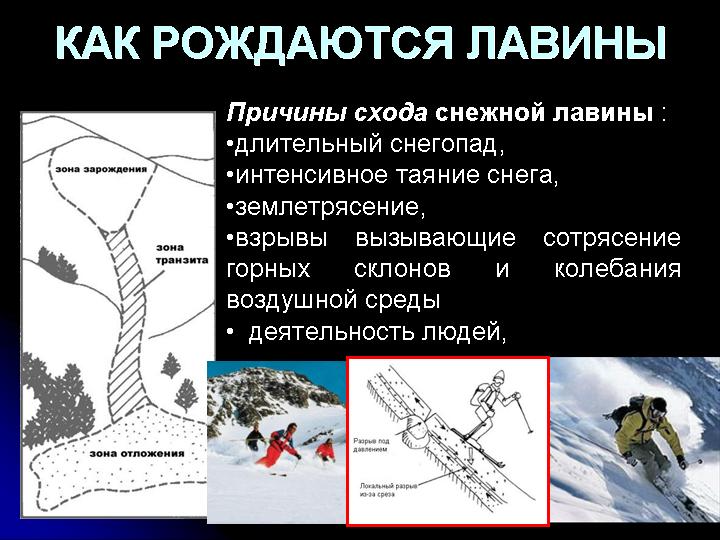 КАК РОЖДАЮТСЯ ЛАВИНЫ
зона зарождения
зона
транзита
зона отложения
Причины схода снежной лавины :
•длительный снегопад,
•интенсивное таяние снега,
•землетрясение,
•взрывы вызывающие сотрясение
горных склонов и колебания
воздушной среды
• деятельность людей,
Разрыв под
давлением
Локальный разрыв
из-за среза